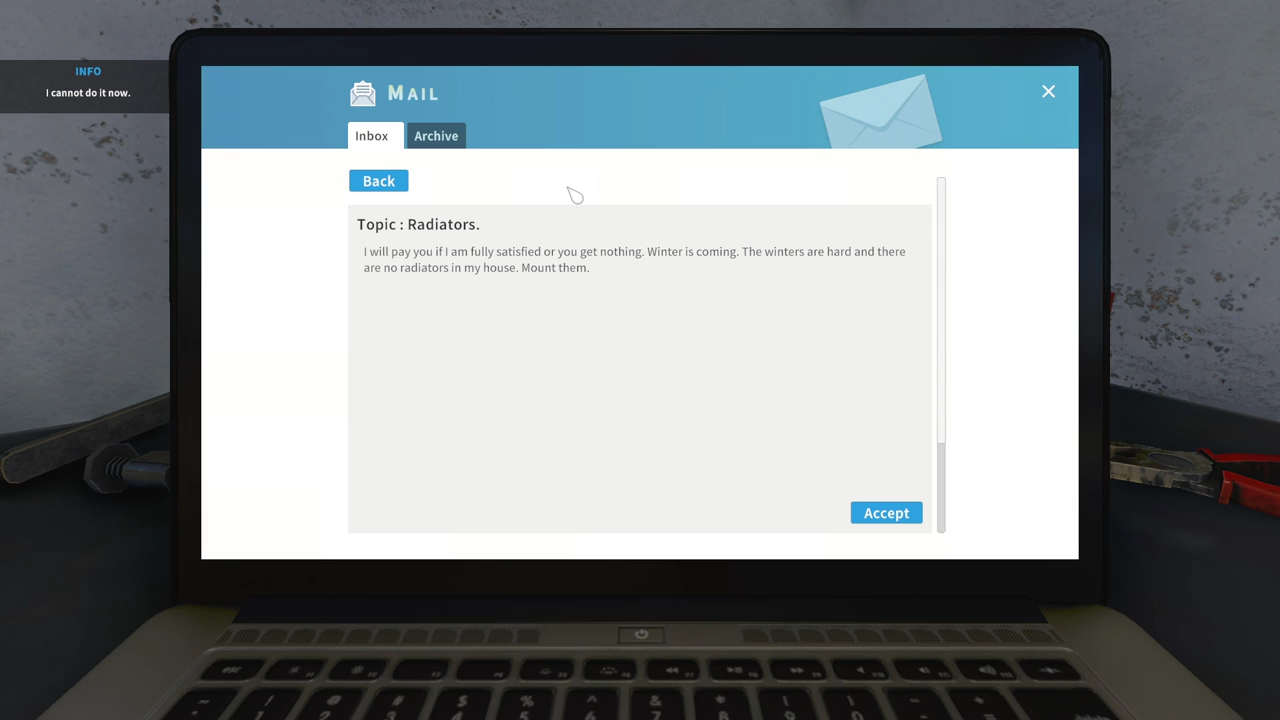 INFO
I cannot do it now.
MAIL
Inbox
Archive
Back
Topic : Radiators.
I will pay you if I am fully satisfied or you get nothing. Winter is coming. The winters are hard and there
are no radiators in my house. Mount them.
Accept